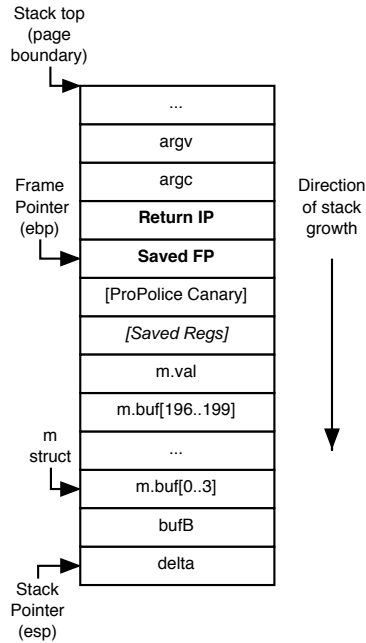 Stack top
(page
boundary)
...
argv
argc
Return IP
Saved FP
[ProPolice Canary]
[Saved Regs]
m.val
m.buf[196..199]
...
m.buf[0..3]
bufB
delta
Frame
Pointer
(ebp)
m
struct
Stack
Pointer
(esp)
Direction
of stack
growth